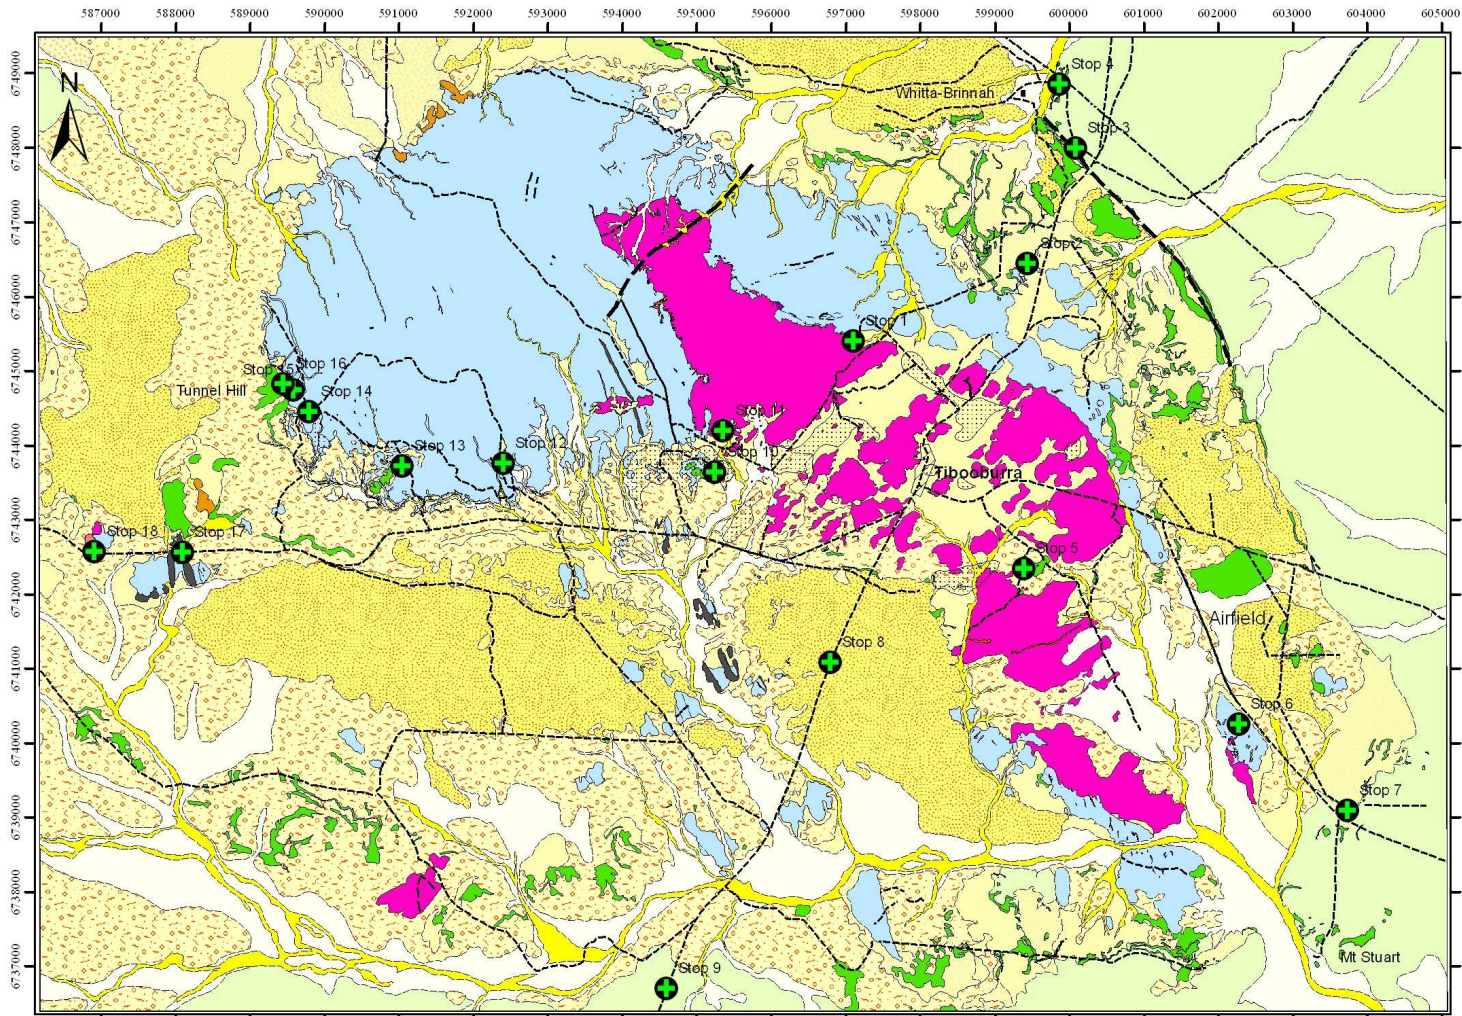 587000 588000 589000 590000 591000 592000 593000 594000 595000 596000 597000 598000 599000 600000 601000 602000 603000 604000 605000
6749000
6748000
6747000
6746000
6745000
6744000
6743000
6742000
6741000
6740000
6739000
6738000
6737000
N
Stop 4
Whitta-Brinnah
Stop 3
Stop 2
Stop 1
Stop 15
Stop 16
Tunnel Hill
Stop 14
Stop 11
Stop 13
Stop 12
Stop 10
Tibooburra
Stop 18
Stop 17
Stop 5
Airfield
Stop 8
Stop 6
Stop 7
Mt Stuart
Stop 9